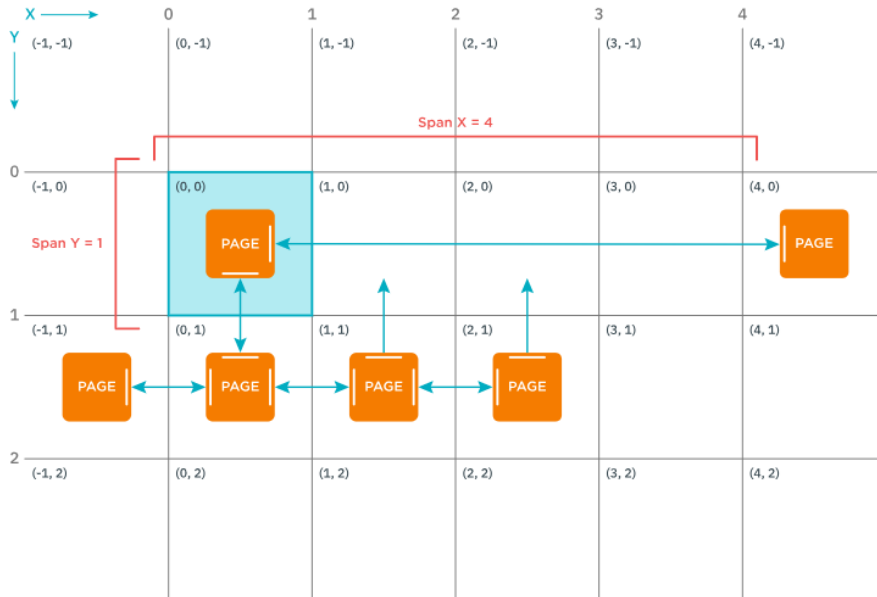 X 0 1 2 3 4
Y
(-1, -1) (0, -1) (1, -1) (2, -1) (3, -1) (4, -1)
Span X = 4
0
(-1, 0) (0, 0) (1, 0) (2, 0) (3, 0) (4, 0)
Span Y = 1 PAGE PAGE
1
(-1, 1) (0, 1) (1, 1) (2, 1) (3, 1) (4, 1)
PAGE PAGE PAGE PAGE
2
(-1, 2) (0, 2) (1, 2) (2, 2) (3, 2) (4, 2)